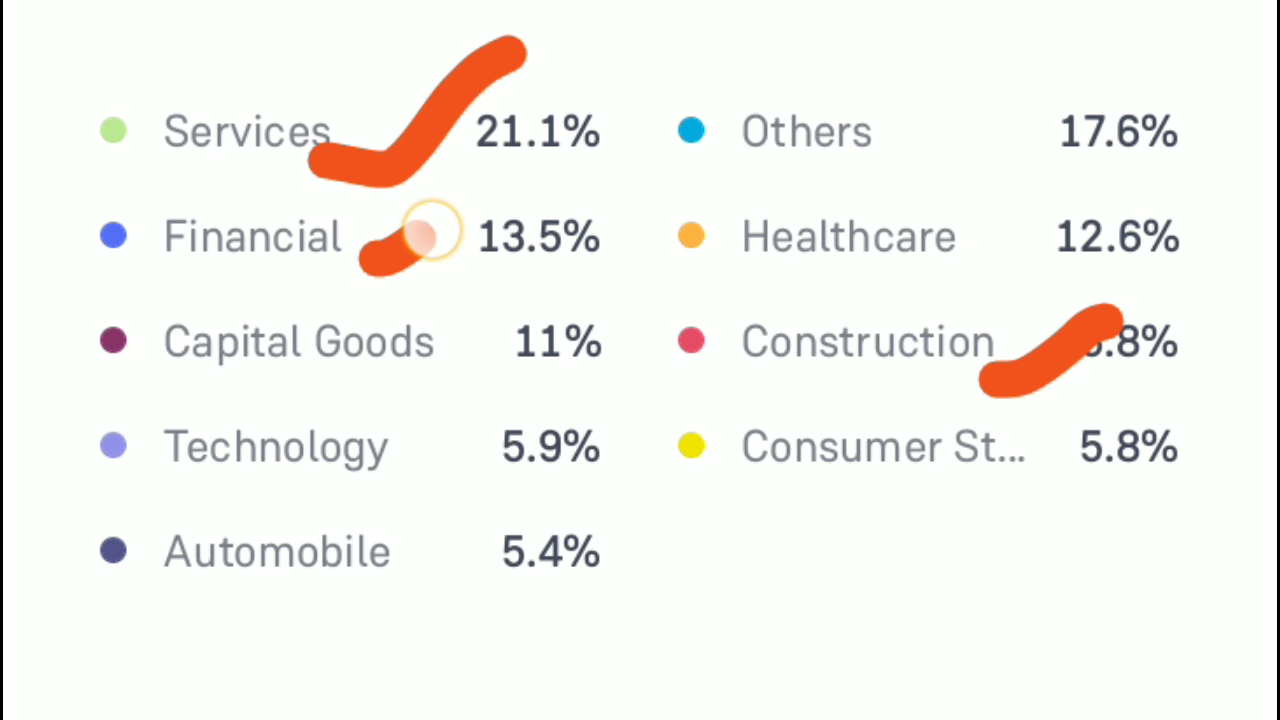 Services 21.1% Others 17.6%
Financial 13.5% Healthcare 12.6%
Capital Goods 11% Construction .8%
Technology 5.9% Consumer St... 5.8%
Automobile 5.4%